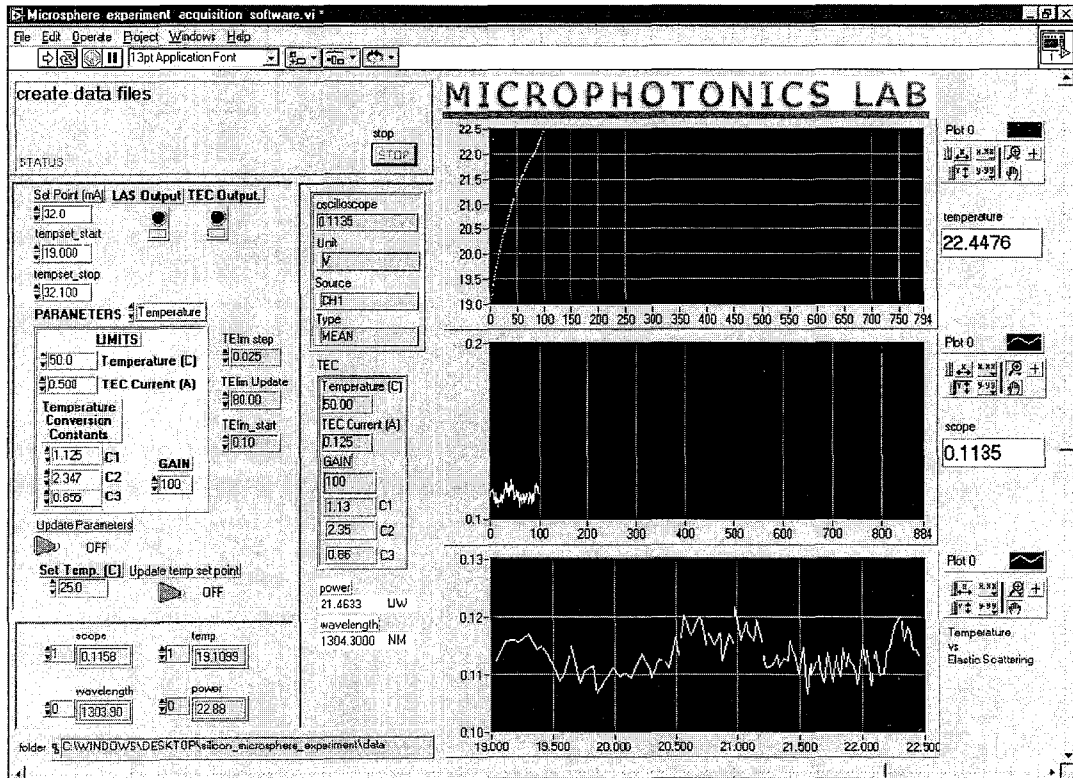 Microsphere experiment acquisition software.vi *
File Edit Operate Project Windows Help
13pt Application Font
create data files
STATUS
stop
STOP
MICROPHOTONICS LAB
Set Point (mA) LAS Output TEC Output
32.0
tempset_start
19.000
tempset_stop
32.100
PARAMETERS Temperature
LIMITS
50.0 Temperature (C)
0.500 TEC Current (A)
Temperature
Conversion
Constants
1.125 C1
2.347 C2
0.855 C3
GAIN
100
TElim step
0.025
TElim Update
80.00
TElim_start
0.10
Update Parameters
OFF
Set Temp. (C) Update temp set point
25.0
OFF
oscilloscope
0.1135
Unit
V
Source
CH1
Type
MEAN
TEC
Temperature (C)
50.00
TEC Current (A)
0.125
GAIN
100
1.13 C1
2.35 C2
0.86 C3
power
21.4633 UW
wavelength
1304.3000 NM
scope temp
1 0.1158 1 19.1099
wavelength power
0 1303.90 0 22.88
folder C:\WINDOWS\DESKTOP\silicon_microsphere_experiment\data
22.5
22.0
21.5
21.0
20.5
20.0
19.5
19.0
0 50 100 150 200 250 300 350 400 450 500 550 600 650 700 750 794
Plot 0
temperature
22.4476
0.2
0.1
0 100 200 300 400 500 600 700 800 884
Plot 0
scope
0.1135
0.13
0.12
0.11
0.10
19.000 19.500 20.000 20.500 21.000 21.500 22.000 22.500
Plot 0
Temperature
vs
Elastic Scattering